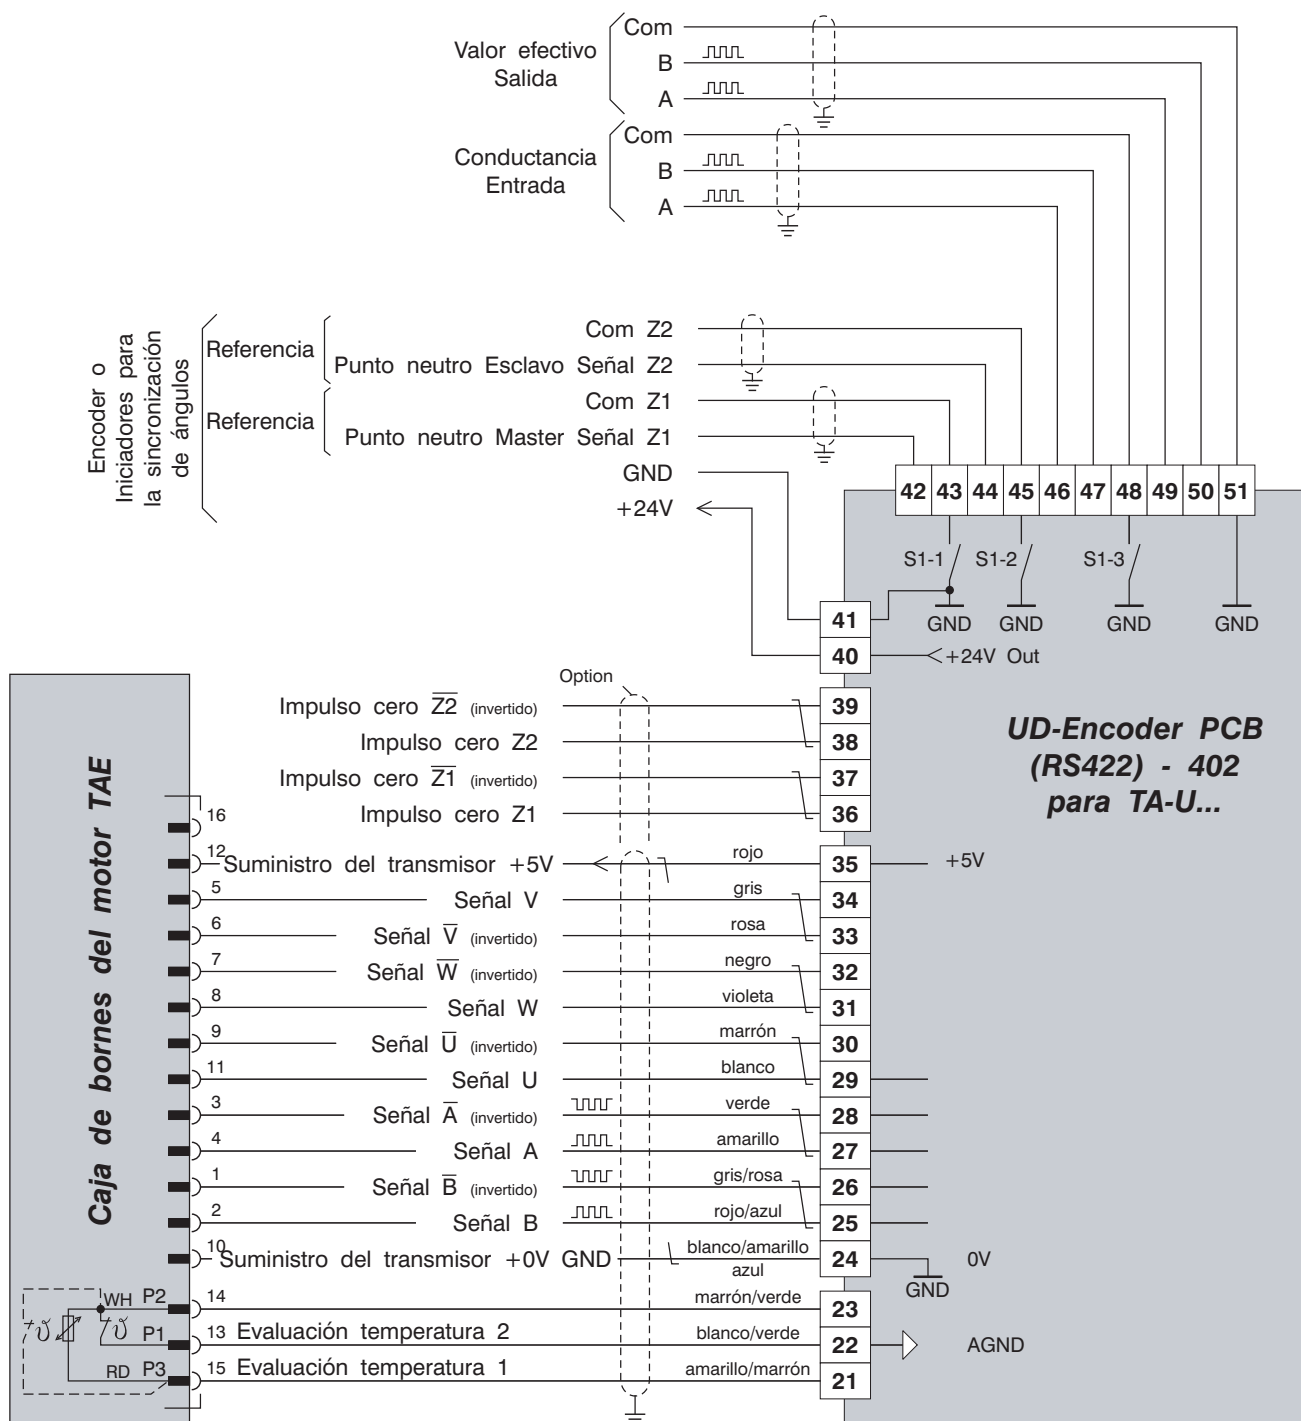 Valor efectivo
Salida
Com
B
A
Conductancia
Entrada
Com
B
A
Encoder o
Iniciadores para
la sincronización
de ángulos
Referencia
Com Z2
Punto neutro Esclavo Señal Z2
Referencia
Com Z1
Punto neutro Master Señal Z1
GND
+24V
42 43 44 45 46 47 48 49 50 51
S1-1 S1-2 S1-3
GND GND GND GND
41
40 +24V Out
Option
UD-Encoder PCB
(RS422) - 402
para TA-U...
Caja de bornes del motor TAE
Impulso cero Z̅2̅ (invertido) 39
Impulso cero Z2 38
Impulso cero Z̅1̅ (invertido) 37
16 Impulso cero Z1 36
12 Suministro del transmisor +5V rojo 35 +5V
5 Señal V gris 34
6 Señal V̅ (invertido) rosa 33
7 Señal W̅ (invertido) negro 32
8 Señal W violeta 31
9 Señal U̅ (invertido) marrón 30
11 Señal U blanco 29
3 Señal A̅ (invertido) verde 28
4 Señal A amarillo 27
1 Señal B̅ (invertido) gris/rosa 26
2 Señal B rojo/azul 25
10 Suministro del transmisor +0V GND blanco/amarillo 24 0V
azul
GND
WH P2 14 marrón/verde 23
+ϑ ϑ P1 13 Evaluación temperatura 2 blanco/verde 22 AGND
RD P3 15 Evaluación temperatura 1 amarillo/marrón 21